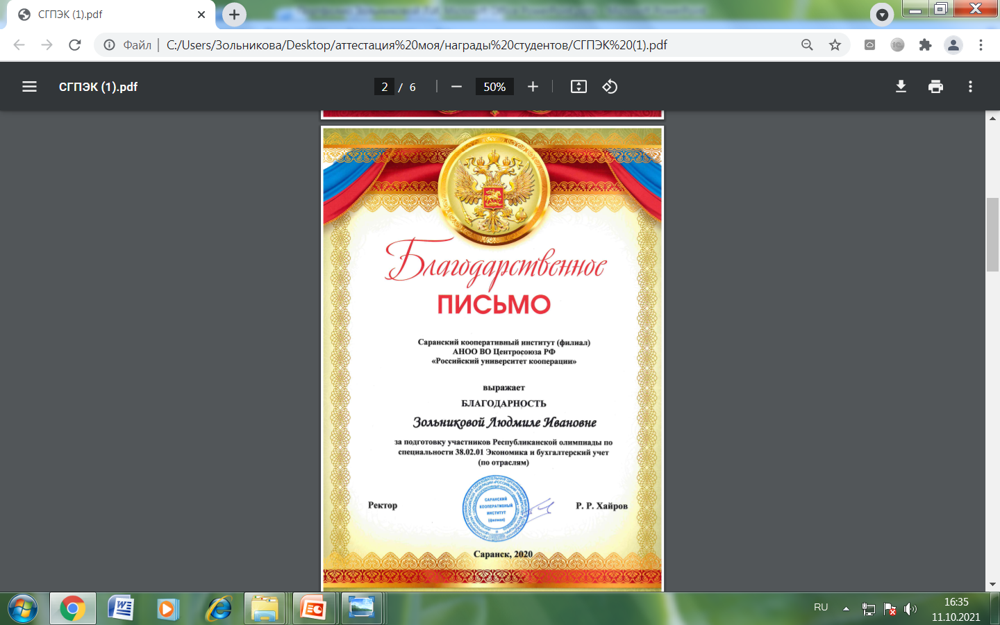 СГПЭК (1).pdf
Файл
C:/Users/Зольникова/Desktop/аттестация%20моя/награды%20студентов/СГПЭК%20(1).pdf
СГПЭК (1).pdf
2 / 6
50%
Благодарственное
ПИСЬМО
Саранский кооперативный институт (филиал)
АНОО ВО Центросоюза РФ
«Российский университет кооперации»
выражает
БЛАГОДАРНОСТЬ
Зольниковой Людмиле Ивановне
за подготовку участников Республиканской олимпиады по
специальности 38.02.01 Экономика и бухгалтерский учет
(по отраслям)
САРАНСКИЙ
КООПЕРАТИВНЫЙ
ИНСТИТУТ
(филиал)
Ректор
Р. Р. Хайров
Саранск, 2020
RU
16:35
11.10.2021